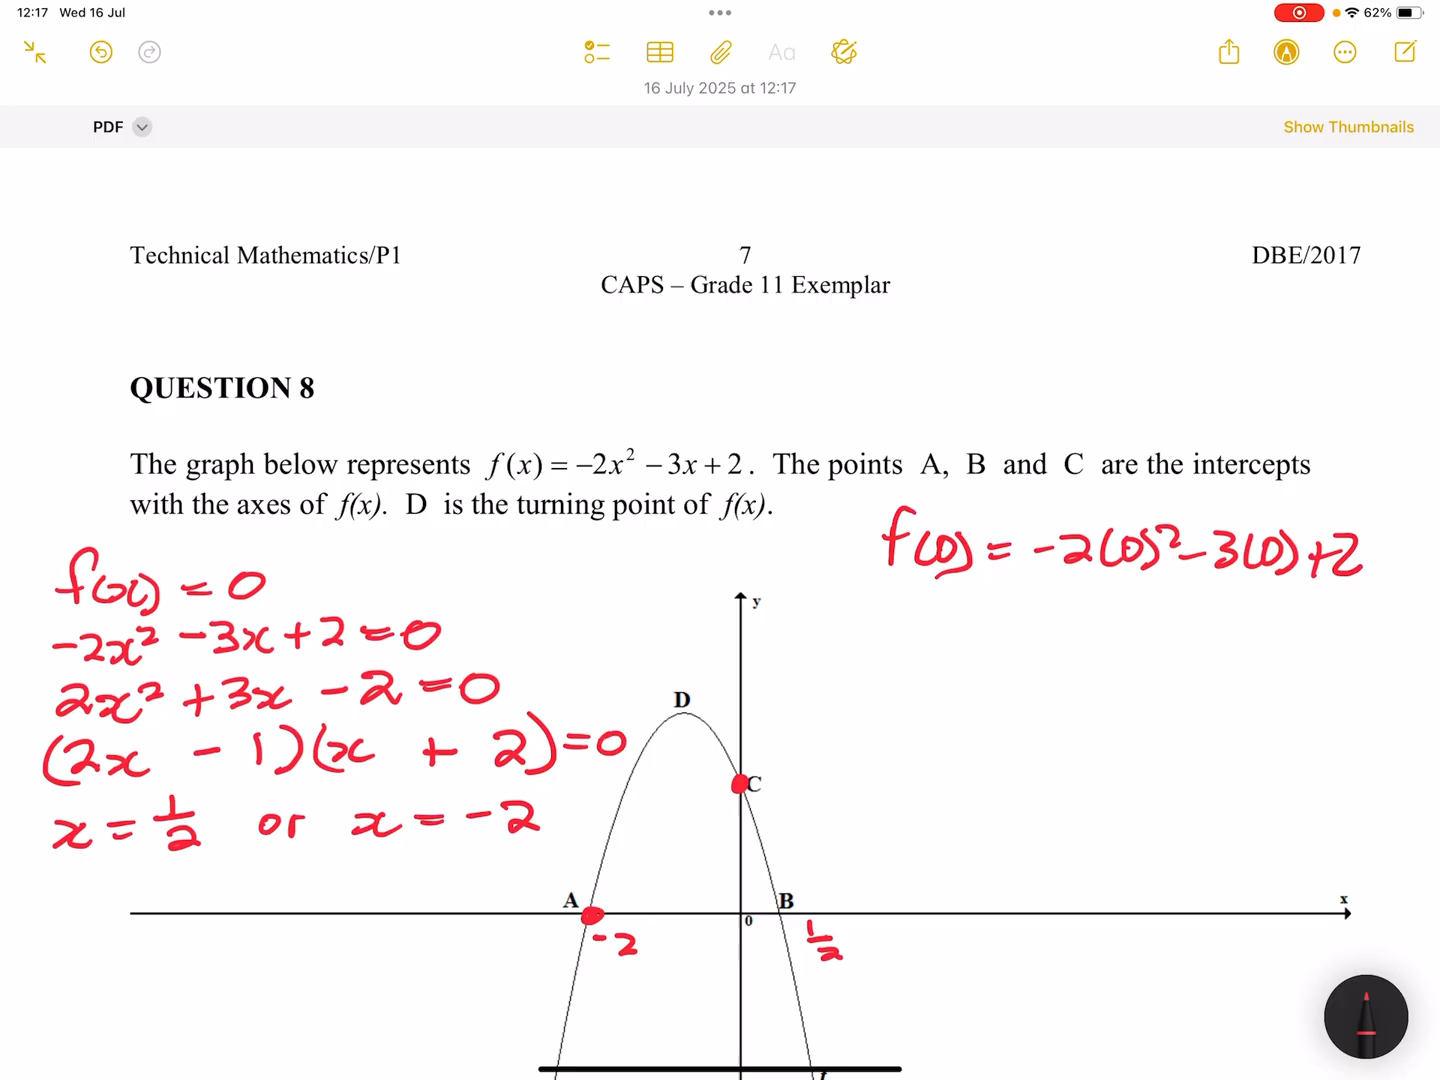 12:17 Wed 16 Jul
62%
Aa
16 July 2025 at 12:17
PDF
Show Thumbnails
Technical Mathematics/P1 7 DBE/2017
CAPS – Grade 11 Exemplar
QUESTION 8
The graph below represents f(x) = −2x² − 3x + 2. The points A, B and C are the intercepts
with the axes of f(x). D is the turning point of f(x).
f(0) = -2(0)² - 3(0) + 2
f(x) = 0
-2x² - 3x + 2 = 0
2x² + 3x - 2 = 0
(2x - 1)(x + 2) = 0
x = 1/2 or x = -2
y
D
C
A
B
x
0
-2
1/2
f